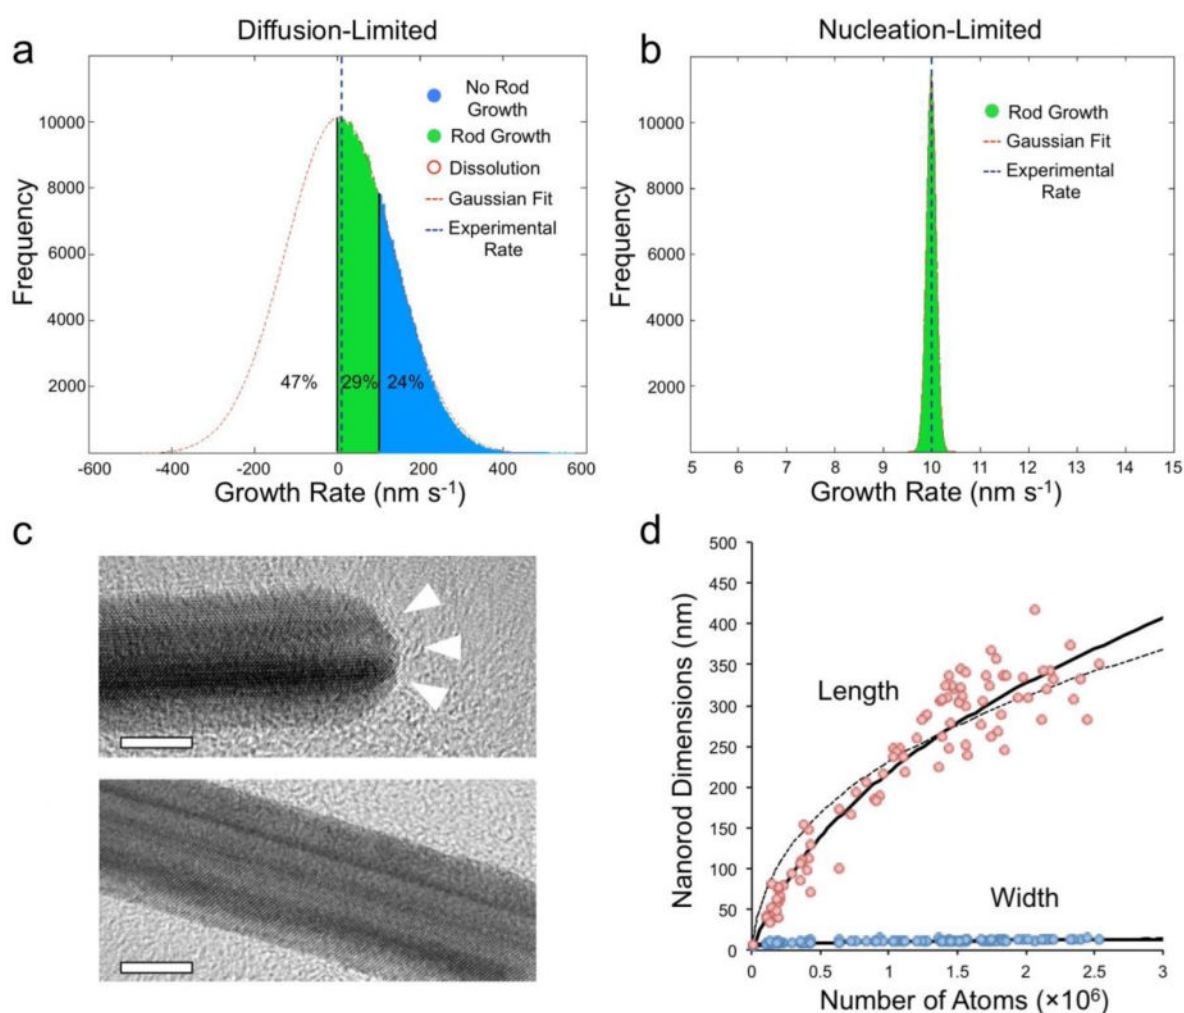 a
Diffusion-Limited
No Rod
Growth
Rod Growth
Dissolution
Gaussian Fit
Experimental
Rate
Frequency
10000
8000
6000
4000
2000
47%
29%
24%
-600
-400
-200
0
200
400
600
Growth Rate (nm s⁻¹)
b
Nucleation-Limited
Rod Growth
Gaussian Fit
Experimental
Rate
Frequency
10000
8000
6000
4000
2000
5
6
7
8
9
10
11
12
13
14
15
Growth Rate (nm s⁻¹)
c
d
Nanorod Dimensions (nm)
500
450
400
350
300
250
200
150
100
50
0
Length
Width
0
0.5
1
1.5
2
2.5
3
Number of Atoms (×10⁶)